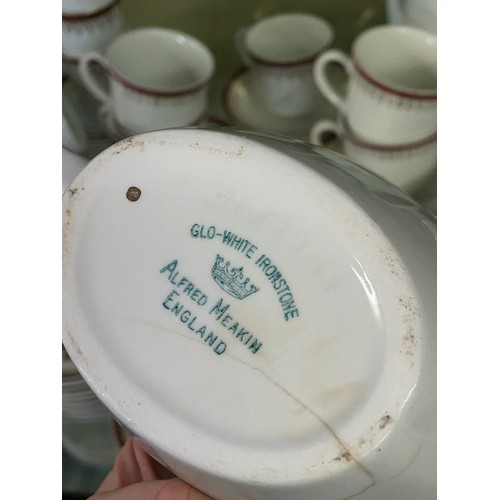 GLO-WHITE IRONSTONE
ALFRED MEAKIN
ENGLAND